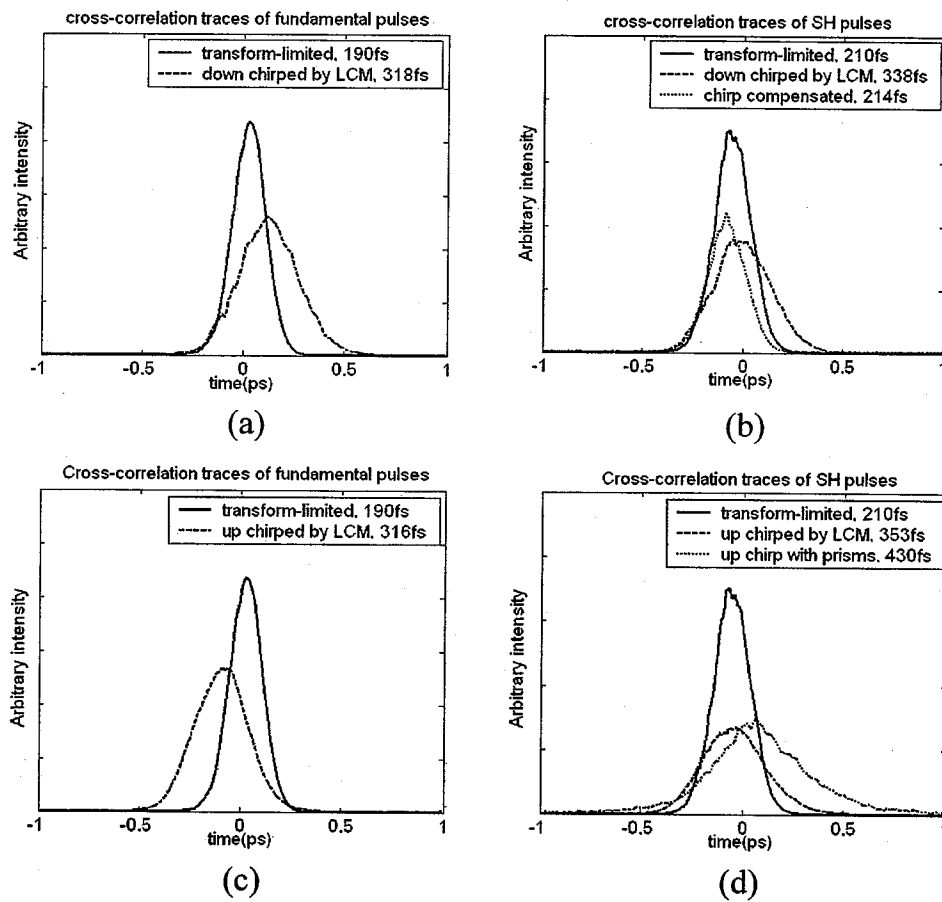 cross-correlation traces of fundamental pulses
transform-limited, 190fs
down chirped by LCM, 318fs
Arbitrary intensity
-1
-0.5
0
0.5
1
time(ps)
(a)
cross-correlation traces of SH pulses
transform-limited, 210fs
down chirped by LCM, 338fs
chirp compensated, 214fs
Arbitrary intensity
-1
-0.5
0
0.5
1
time(ps)
(b)
Cross-correlation traces of fundamental pulses
transform-limited, 190fs
up chirped by LCM, 316fs
Arbitrary intensity
-1
-0.5
0
0.5
1
time(ps)
(c)
Cross-correlation traces of SH pulses
transform-limited, 210fs
up chirped by LCM, 353fs
up chirp with prisms, 430fs
Arbitrary intensity
-1
-0.5
0
0.5
time(ps)
(d)